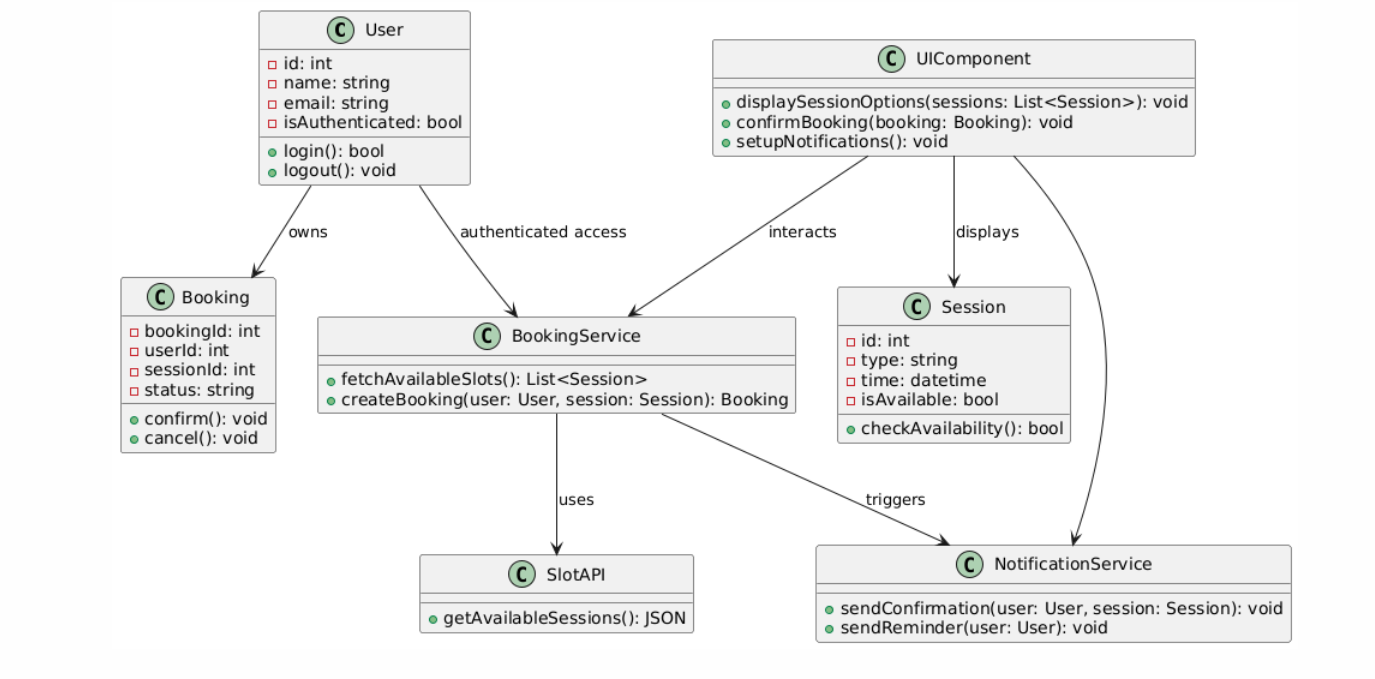 C User
id: int
name: string
email: string
isAuthenticated: bool
login(): bool
logout(): void
C UIComponent
displaySessionOptions(sessions: List<Session>): void
confirmBooking(booking: Booking): void
setupNotifications(): void
owns
authenticated access
interacts
displays
C Booking
bookingId: int
userId: int
sessionId: int
status: string
confirm(): void
cancel(): void
C BookingService
fetchAvailableSlots(): List<Session>
createBooking(user: User, session: Session): Booking
C Session
id: int
type: string
time: datetime
isAvailable: bool
checkAvailability(): bool
uses
triggers
C SlotAPI
getAvailableSessions(): JSON
C NotificationService
sendConfirmation(user: User, session: Session): void
sendReminder(user: User): void